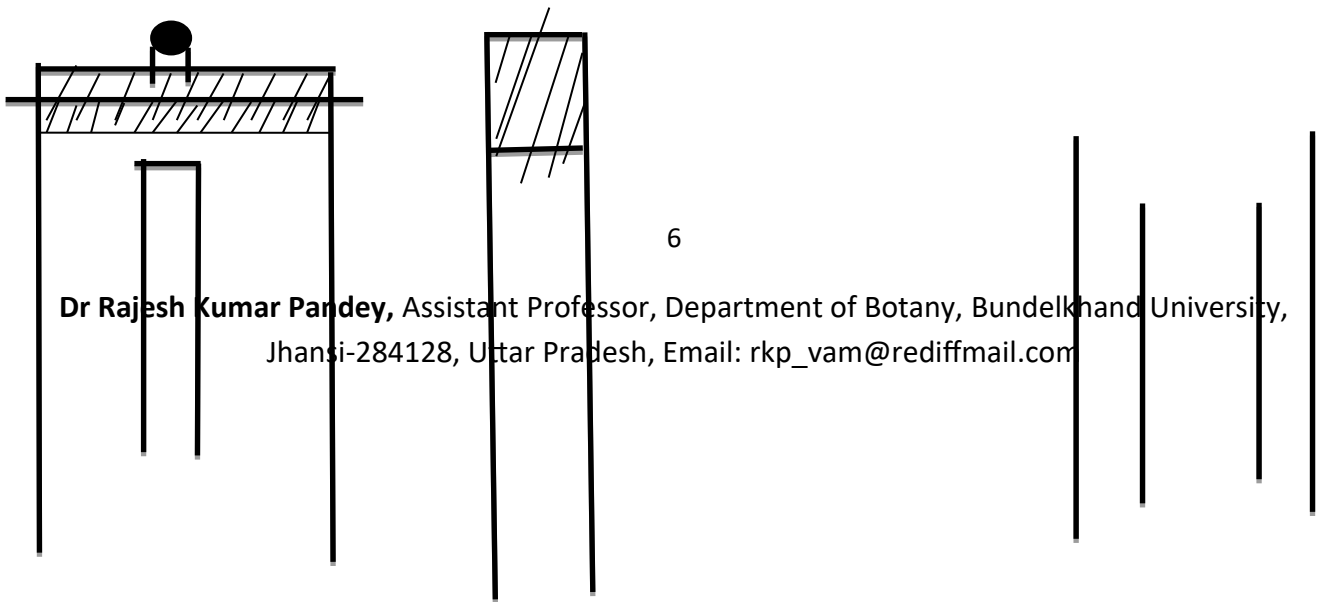 6
Dr Rajesh Kumar Pandey, Assistant Professor, Department of Botany, Bundelkhand University,
Jhansi-284128, Uttar Pradesh, Email: rkp_vam@rediffmail.com